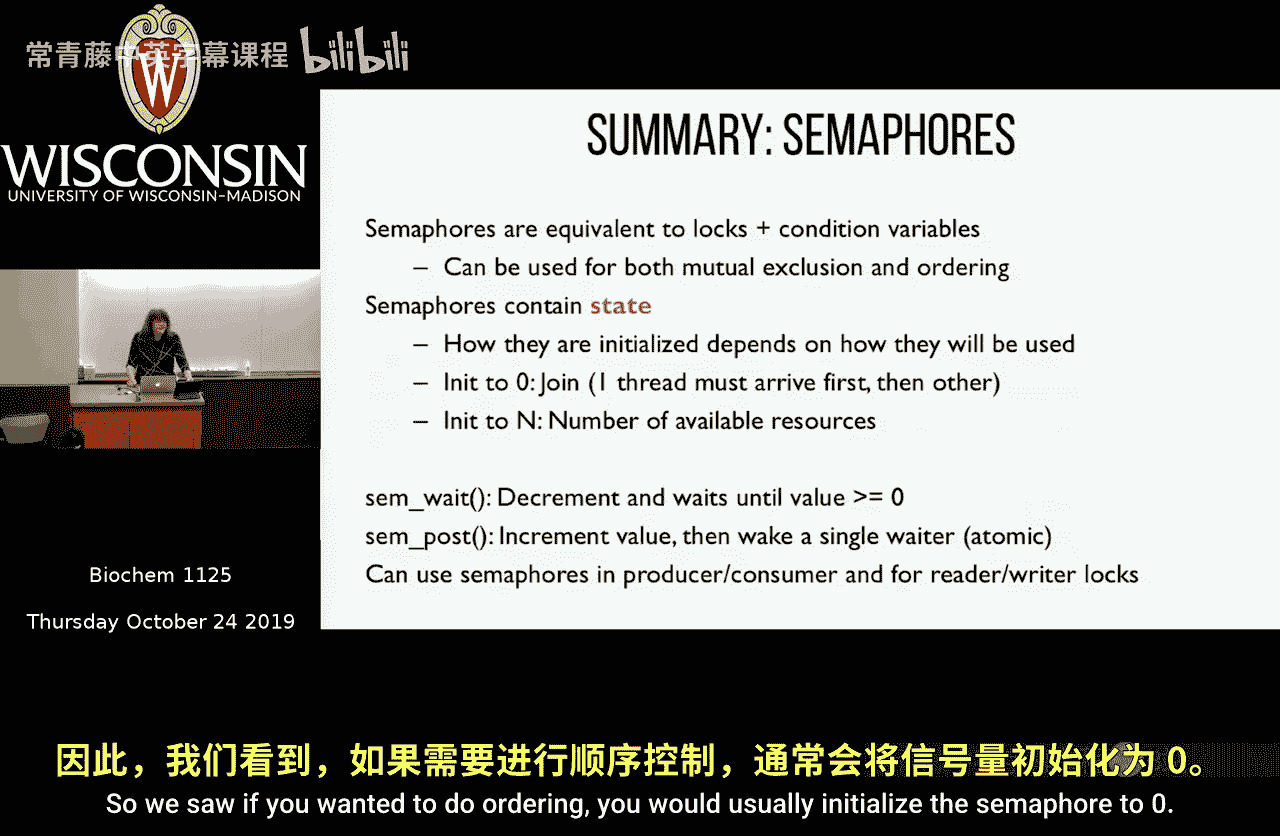 常青藤中英字幕课程 bilibili
W
WISCONSIN
UNIVERSITY OF WISCONSIN-MADISON
SUMMARY: SEMAPHORES
Semaphores are equivalent to locks + condition variables
– Can be used for both mutual exclusion and ordering
Semaphores contain state
– How they are initialized depends on how they will be used
– Init to 0: Join (1 thread must arrive first, then other)
– Init to N: Number of available resources
sem_wait(): Decrement and waits until value >= 0
sem_post(): Increment value, then wake a single waiter (atomic)
Can use semaphores in producer/consumer and for reader/writer locks
Biochem 1125
Thursday October 24 2019
因此，我们看到，如果需要进行顺序控制，通常会将信号量初始化为 0。
So we saw if you wanted to do ordering, you would usually initialize the semaphore to 0.